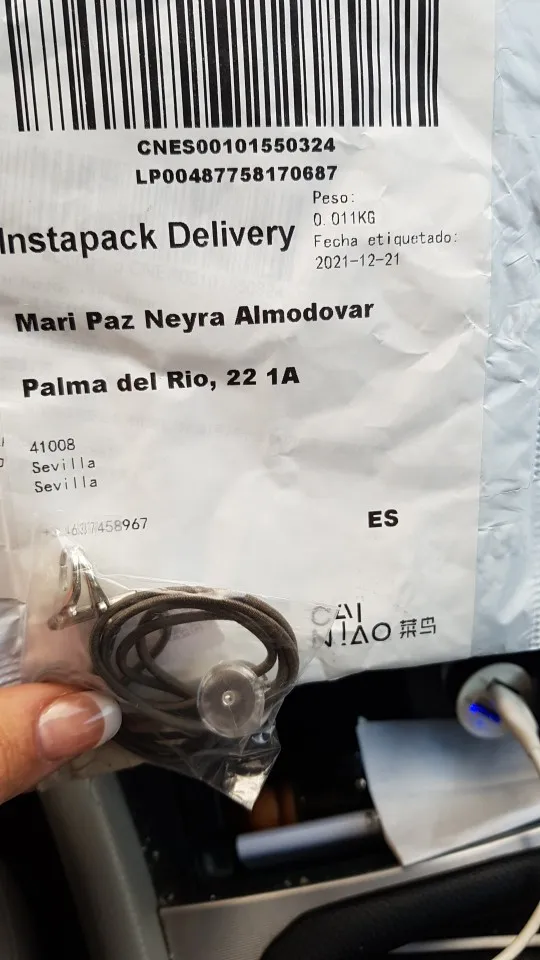 CNES00101550324
LP00487758170687
Peso:
0.011KG
Instapack Delivery
Fecha etiquetado:
2021-12-21
Mari Paz Neyra Almodovar
Palma del Rio, 22 1A
41008
Sevilla
Sevilla
ES
CAI
NIAO 菜鸟